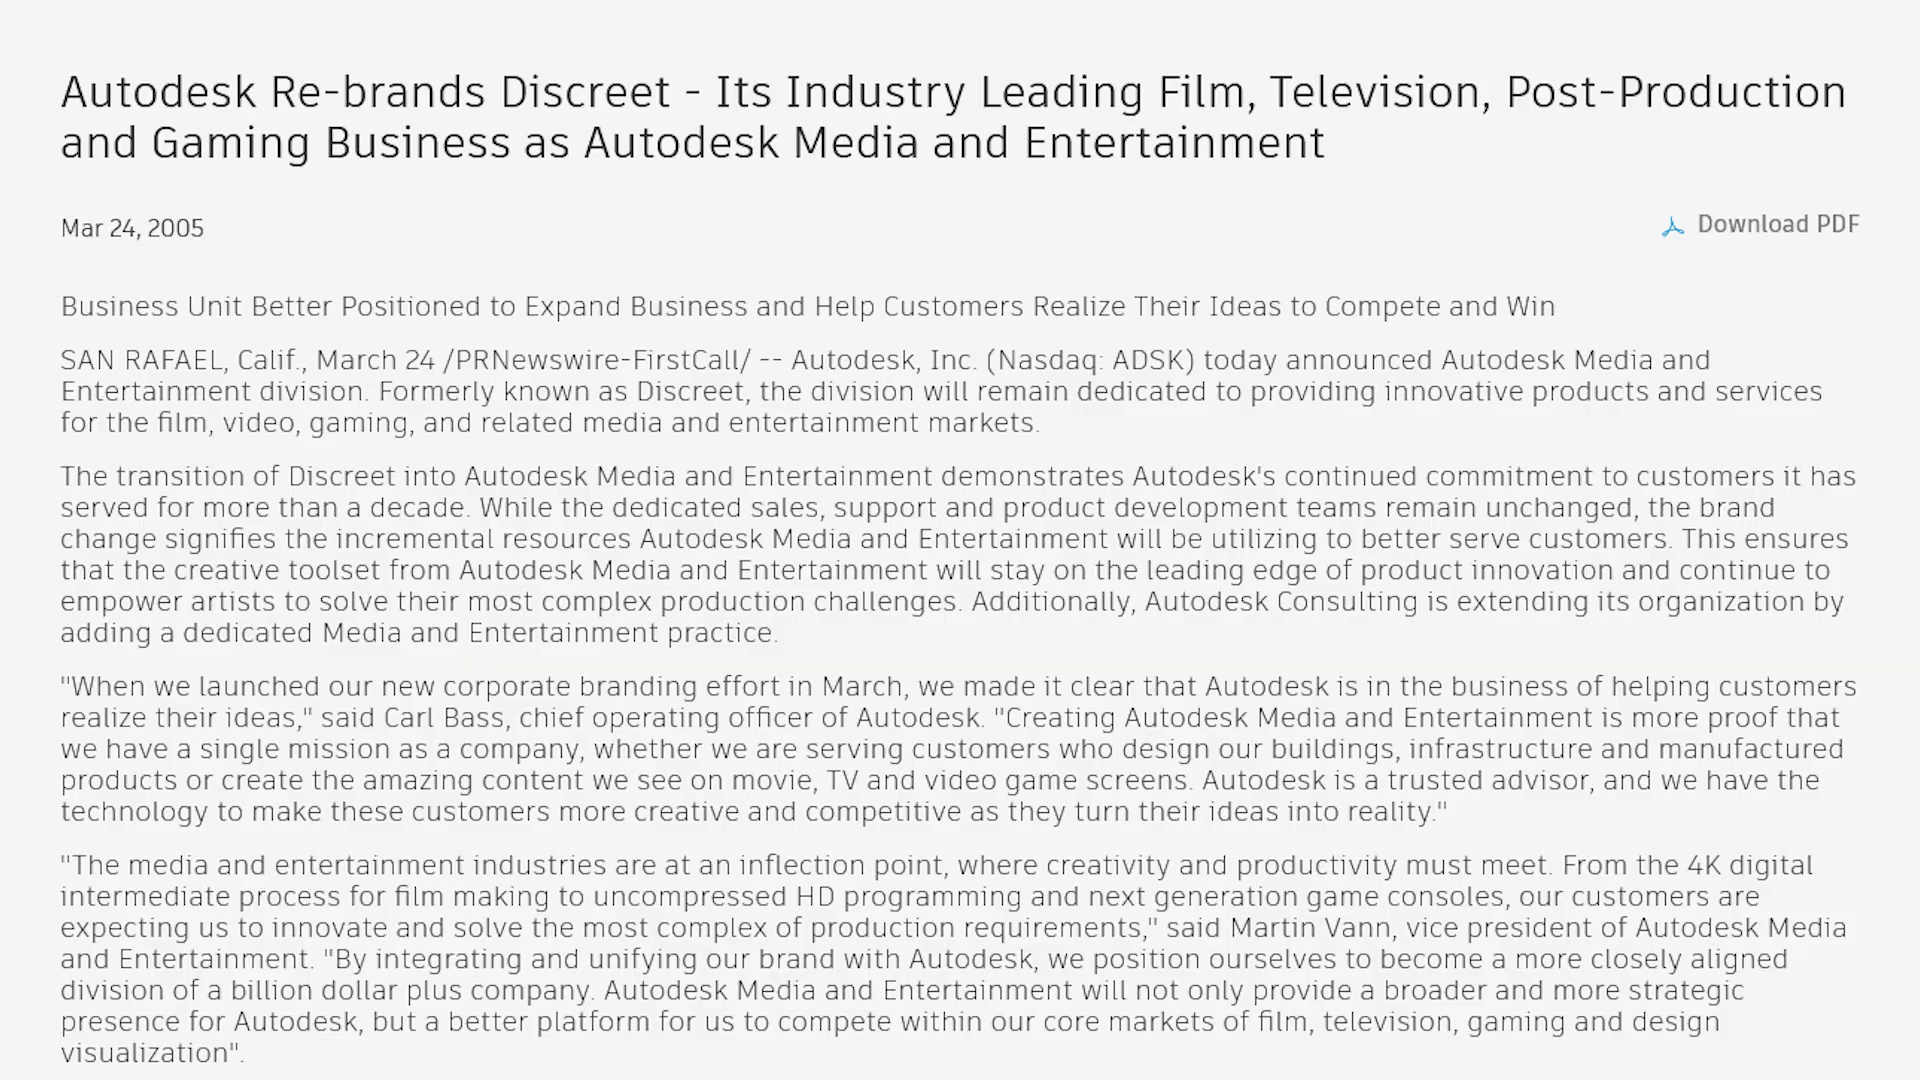 Autodesk Re-brands Discreet - Its Industry Leading Film, Television, Post-Production
and Gaming Business as Autodesk Media and Entertainment
Mar 24, 2005
Download PDF
Business Unit Better Positioned to Expand Business and Help Customers Realize Their Ideas to Compete and Win
SAN RAFAEL, Calif., March 24 /PRNewswire-FirstCall/ -- Autodesk, Inc. (Nasdaq: ADSK) today announced Autodesk Media and
Entertainment division. Formerly known as Discreet, the division will remain dedicated to providing innovative products and services
for the film, video, gaming, and related media and entertainment markets.
The transition of Discreet into Autodesk Media and Entertainment demonstrates Autodesk's continued commitment to customers it has
served for more than a decade. While the dedicated sales, support and product development teams remain unchanged, the brand
change signifies the incremental resources Autodesk Media and Entertainment will be utilizing to better serve customers. This ensures
that the creative toolset from Autodesk Media and Entertainment will stay on the leading edge of product innovation and continue to
empower artists to solve their most complex production challenges. Additionally, Autodesk Consulting is extending its organization by
adding a dedicated Media and Entertainment practice.
"When we launched our new corporate branding effort in March, we made it clear that Autodesk is in the business of helping customers
realize their ideas," said Carl Bass, chief operating officer of Autodesk. "Creating Autodesk Media and Entertainment is more proof that
we have a single mission as a company, whether we are serving customers who design our buildings, infrastructure and manufactured
products or create the amazing content we see on movie, TV and video game screens. Autodesk is a trusted advisor, and we have the
technology to make these customers more creative and competitive as they turn their ideas into reality."
"The media and entertainment industries are at an inflection point, where creativity and productivity must meet. From the 4K digital
intermediate process for film making to uncompressed HD programming and next generation game consoles, our customers are
expecting us to innovate and solve the most complex of production requirements," said Martin Vann, vice president of Autodesk Media
and Entertainment. "By integrating and unifying our brand with Autodesk, we position ourselves to become a more closely aligned
division of a billion dollar plus company. Autodesk Media and Entertainment will not only provide a broader and more strategic
presence for Autodesk, but a better platform for us to compete within our core markets of film, television, gaming and design
visualization".